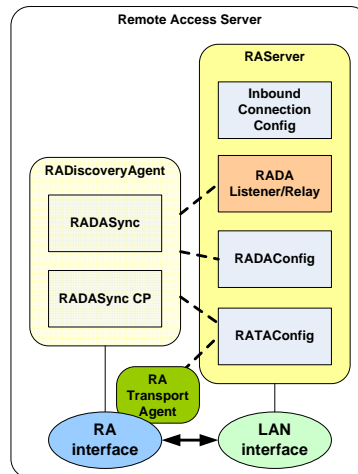 Remote Access Server
RAServer
Inbound
Connection
Config
RADiscoveryAgent
RADA
Listener/Relay
RADASync
RADAConfig
RADASync CP
RATAConfig
RA
Transport
Agent
RA
interface
LAN
interface